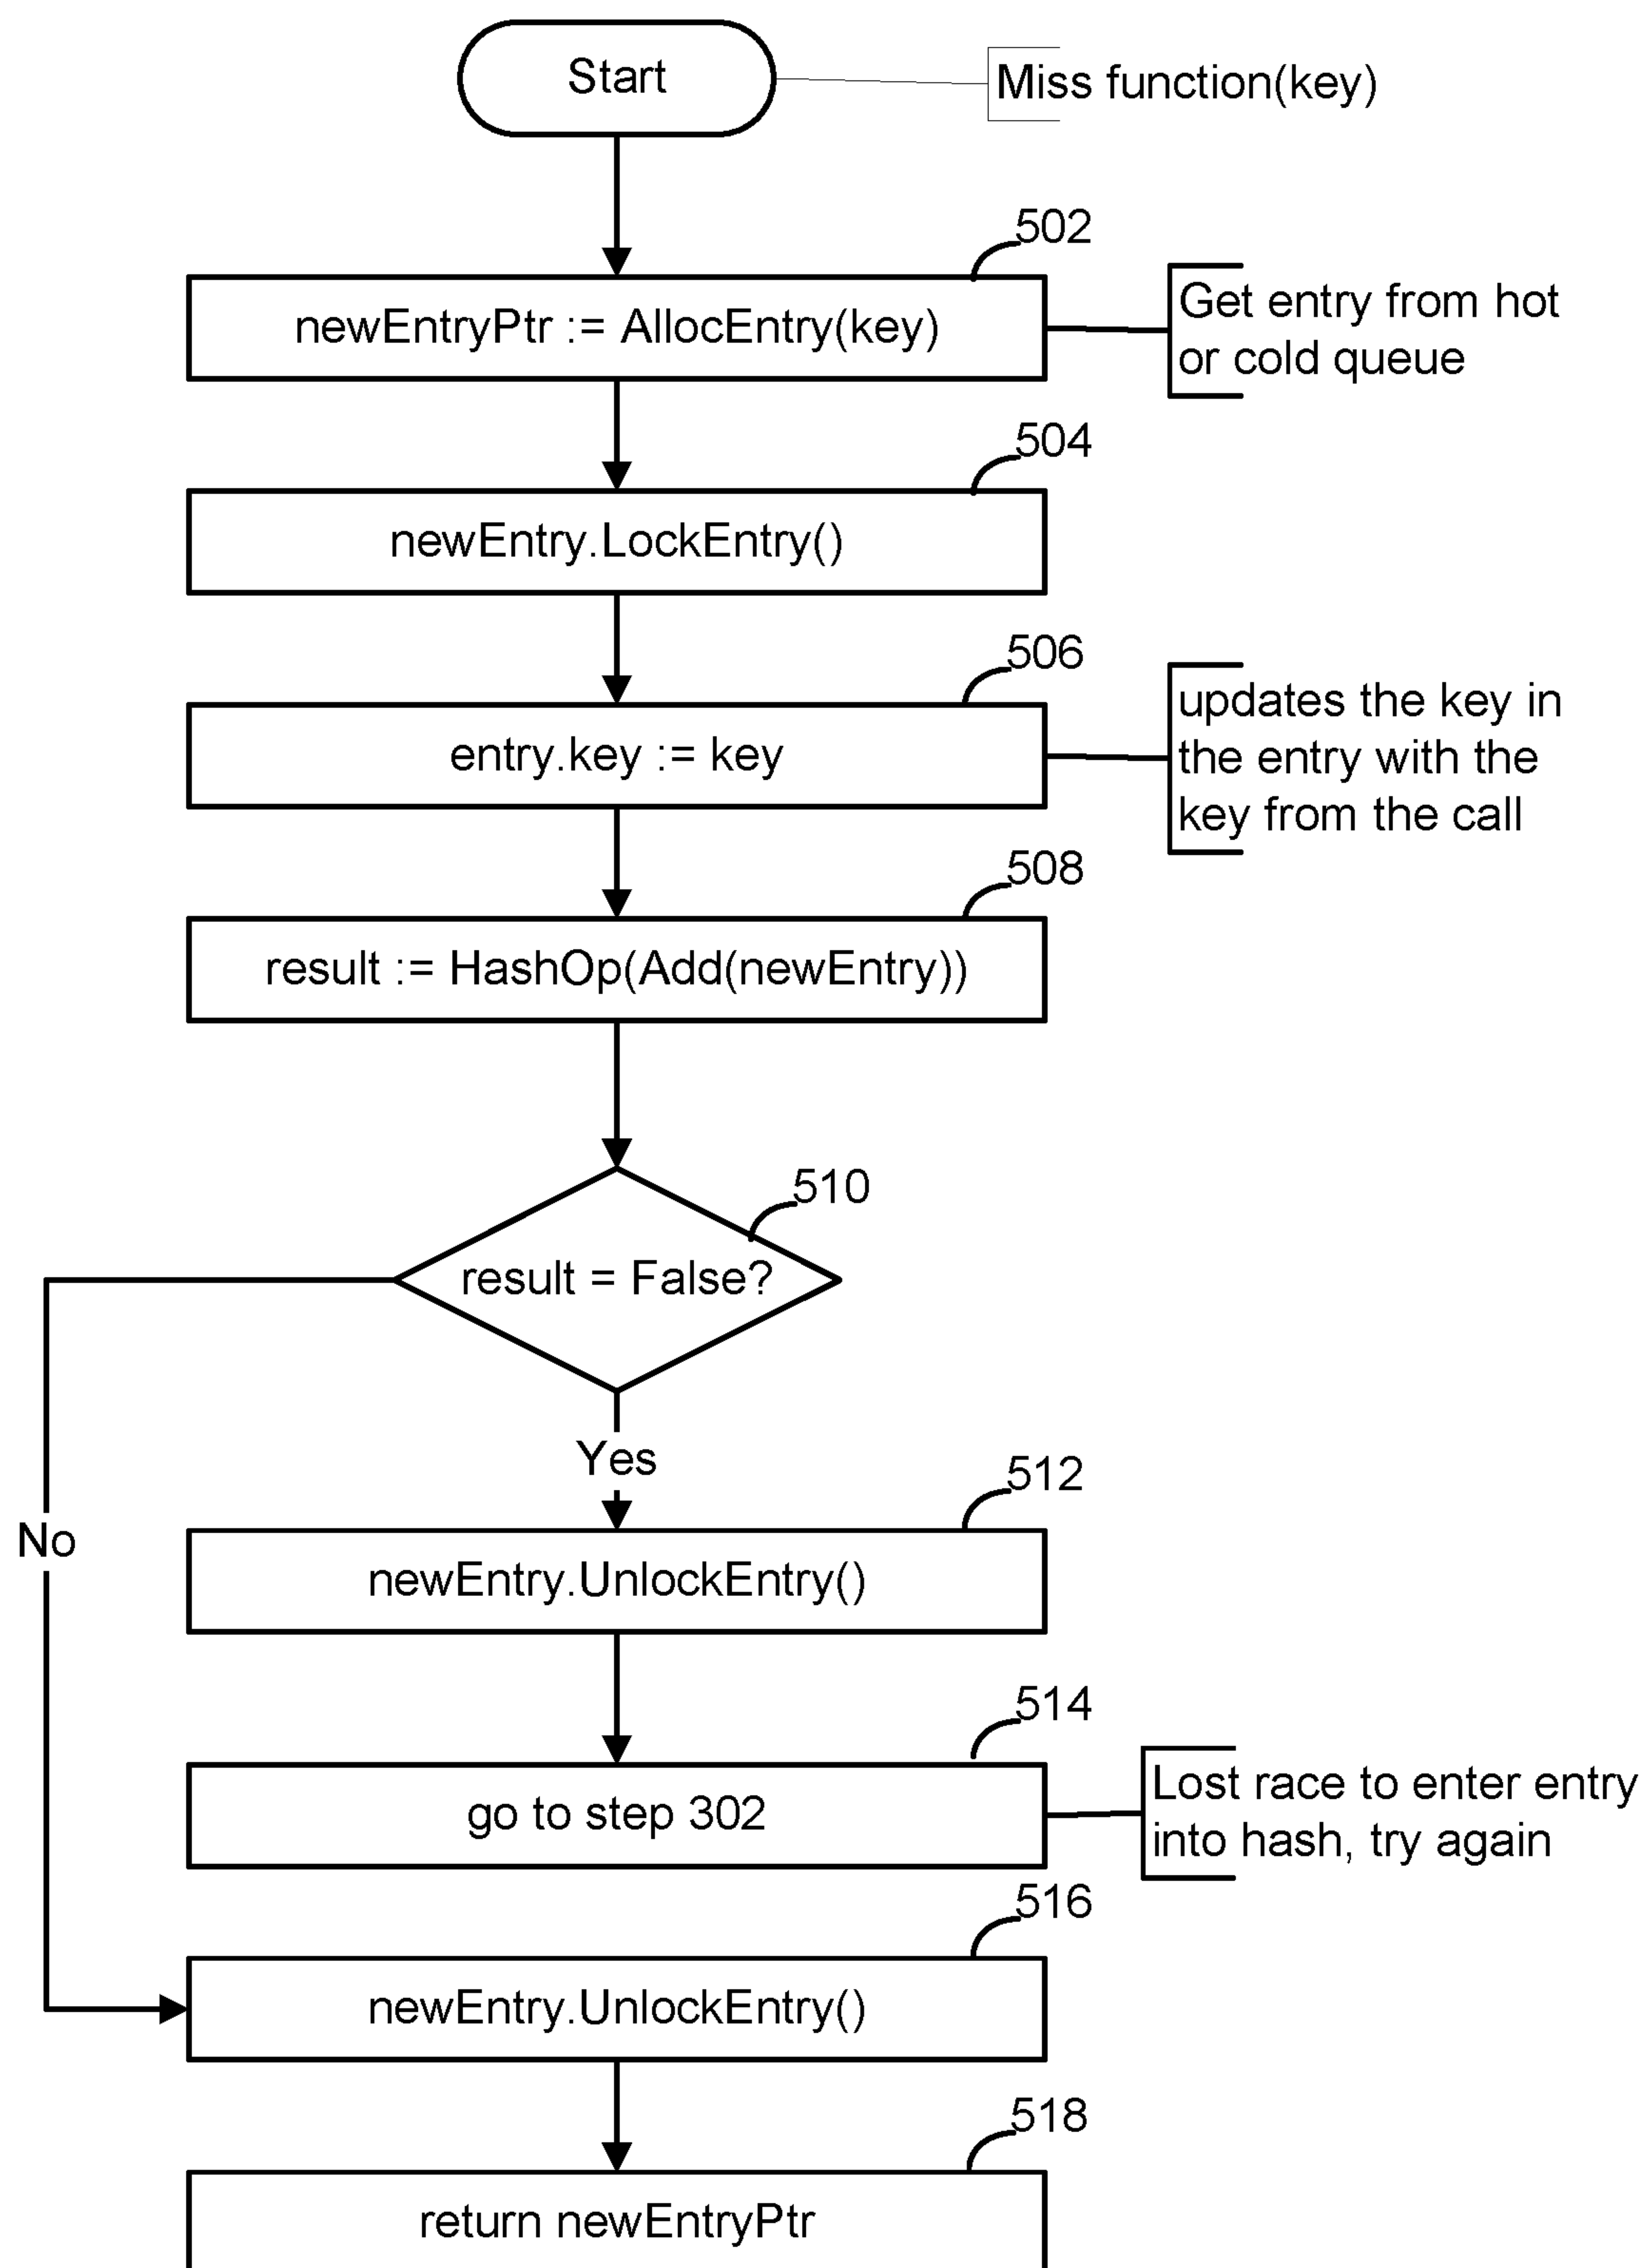 Start
Miss function(key)
502
newEntryPtr := AllocEntry(key)
Get entry from hot
or cold queue
504
newEntry.LockEntry()
506
entry.key := key
updates the key in
the entry with the
key from the call
508
result := HashOp(Add(newEntry))
510
result = False?
Yes
No
512
newEntry.UnlockEntry()
514
go to step 302
Lost race to enter entry
into hash, try again
516
newEntry.UnlockEntry()
518
return newEntryPtr